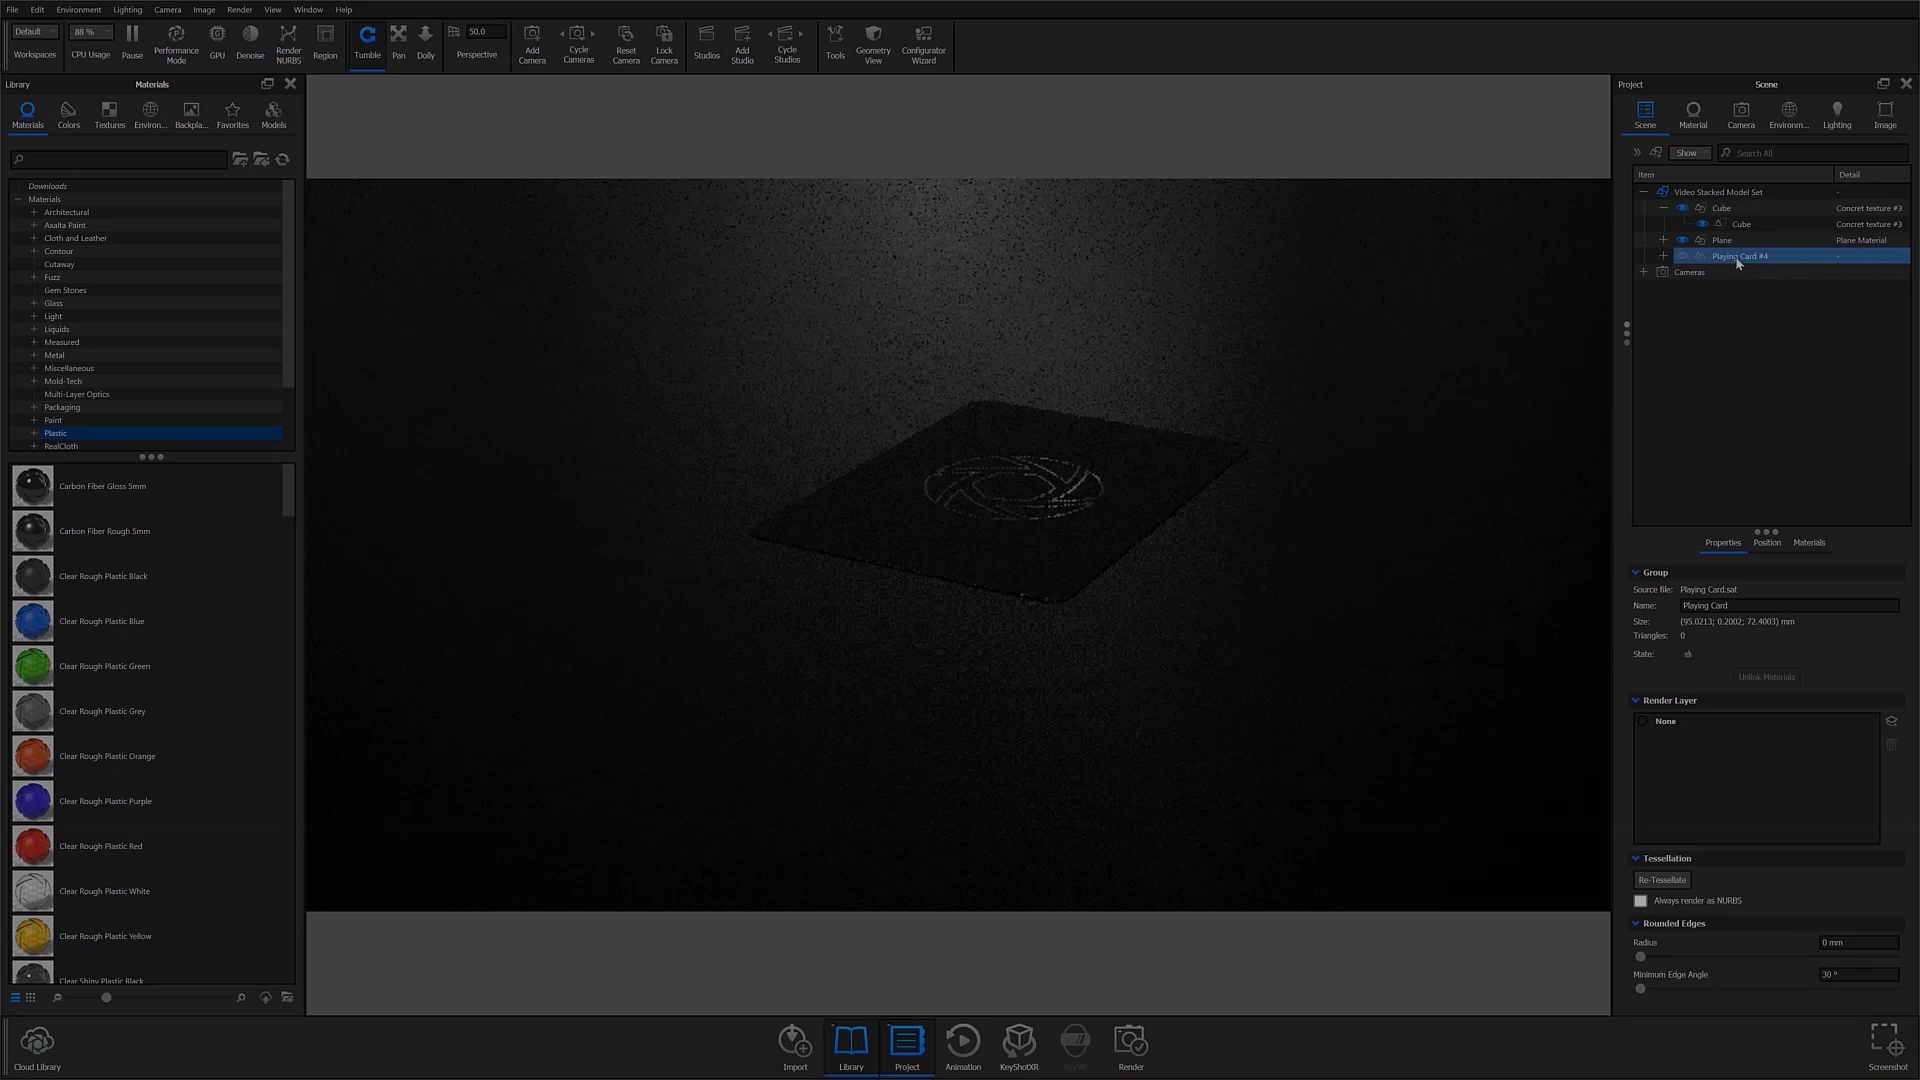 File Edit Environment Lighting Camera Image Render View Window Help
Default 88 % 50.0
Workspaces CPU Usage Pause Performance Mode GPU Denoise Render NURBS Region Tumble Pan Dolly Perspective Add Camera Cycle Cameras Reset Camera Lock Camera Studios Add Studio Cycle Studios Tools Geometry View Configurator Wizard
Library Materials
Materials Colors Textures Environ... Backpla... Favorites Models
Downloads
Materials
Architectural
Axalta Paint
Cloth and Leather
Contour
Cutaway
Fuzz
Gem Stones
Glass
Light
Liquids
Measured
Metal
Miscellaneous
Mold-Tech
Multi-Layer Optics
Packaging
Paint
Plastic
RealCloth
Carbon Fiber Gloss 5mm
Carbon Fiber Rough 5mm
Clear Rough Plastic Black
Clear Rough Plastic Blue
Clear Rough Plastic Green
Clear Rough Plastic Grey
Clear Rough Plastic Orange
Clear Rough Plastic Purple
Clear Rough Plastic Red
Clear Rough Plastic White
Clear Rough Plastic Yellow
Clear Shiny Plastic Black
Project Scene
Scene Material Camera Environm... Lighting Image
Show Search All
Item Detail
Video Stacked Model Set -
Cube Concret texture #3
Cube Concret texture #3
Plane Plane Material
Playing Card #4 -
Cameras
Properties Position Materials
Group
Source file: Playing Card.sat
Name: Playing Card
Size: (95.0213; 0.2002; 72.4003) mm
Triangles: 0
State:
Unlink Materials
Render Layer
None
Tessellation
Re-Tessellate
Always render as NURBS
Rounded Edges
Radius 0 mm
Minimum Edge Angle 30 °
Cloud Library Import Library Project Animation KeyShotXR KeyVR Render Screenshot